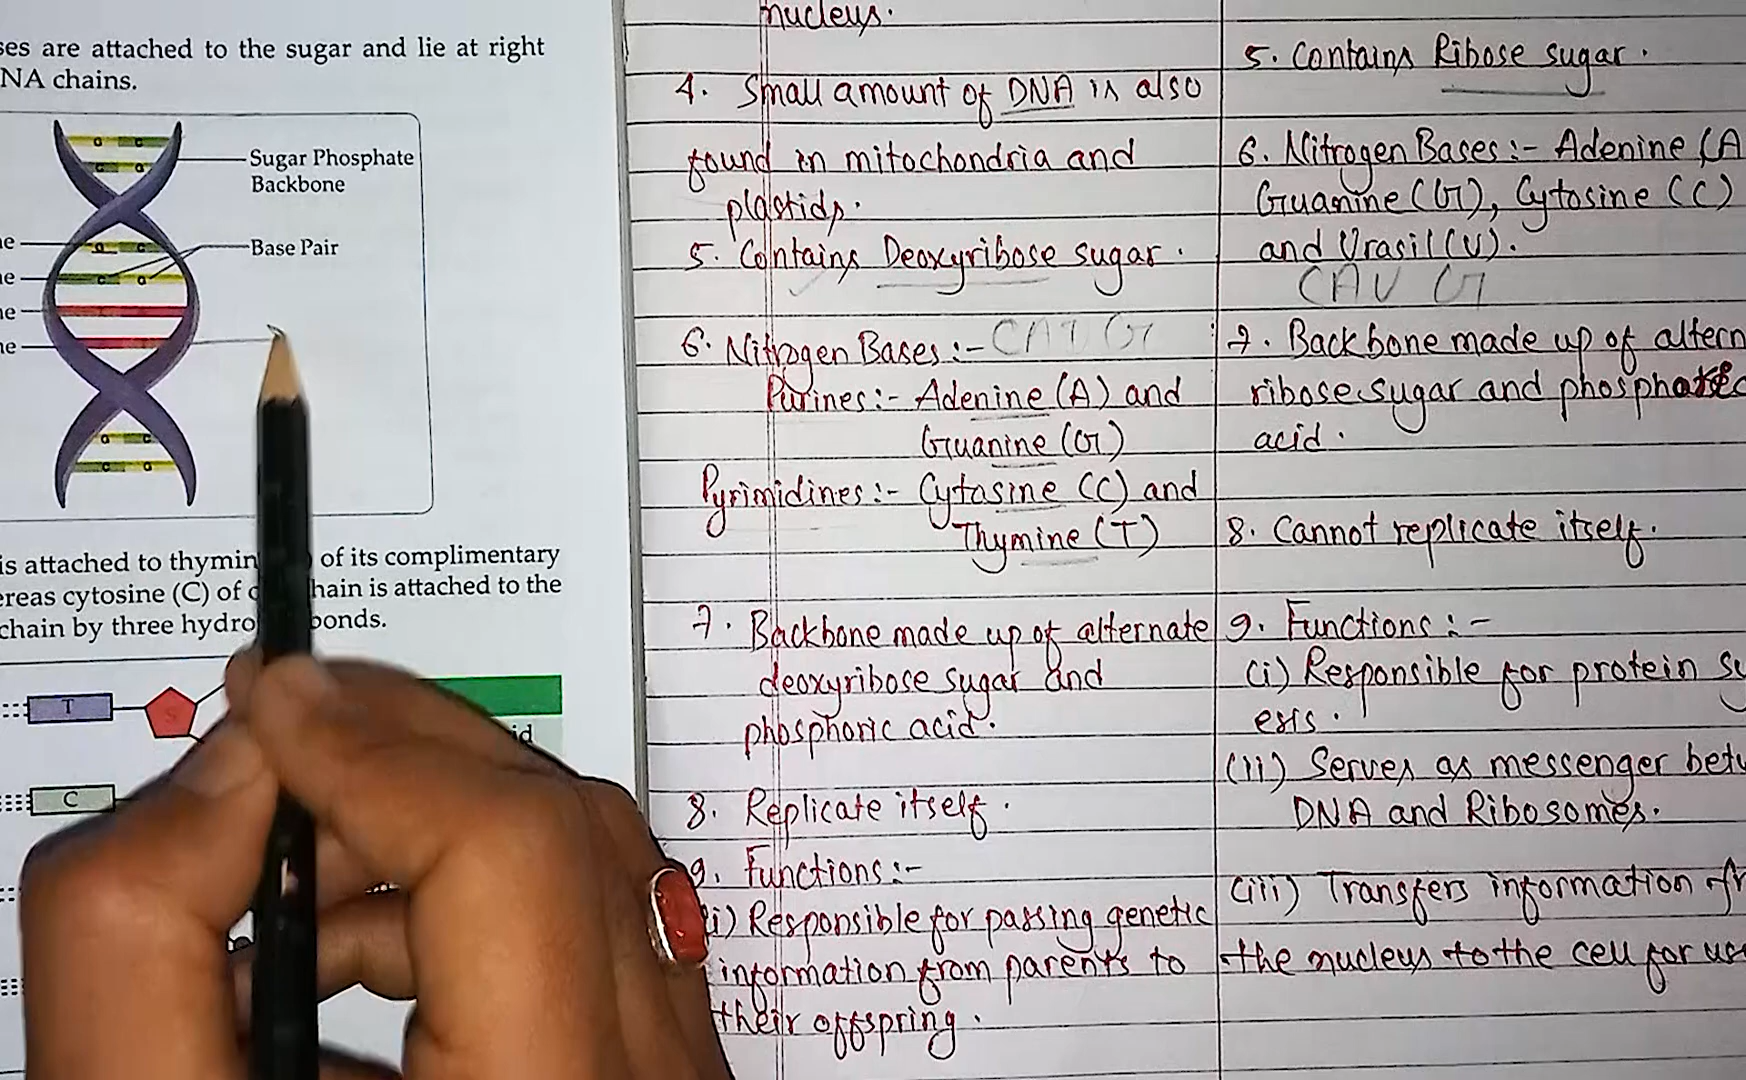 ses are attached to the sugar and lie at right
NA chains.
G C
C G
Sugar Phosphate
Backbone
G C
Base Pair
C G
G C
C G
is attached to thymin of its complimentary
ereas cytosine (C) of hain is attached to the
chain by three hydro bonds.
T
S
id
C
nucleus.
4. Small amount of DNA is also
found in mitochondria and
plastids.
5. Contains Deoxyribose sugar.
6. Nitrogen Bases:- CAT G
Purines:- Adenine (A) and
Guanine (G)
Pyrimidines:- Cytasine (C) and
Thymine (T)
7. Backbone made up of alternate
deoxyribose sugar and
phosphoric acid.
8. Replicate itself.
9. Functions:-
i) Responsible for passing genetic
information from parents to
their offspring.
5. Contains Ribose sugar.
6. Nitrogen Bases:- Adenine (A
Guanine (G), Cytosine (C)
and Urasil (U).
CAU G
7. Backbone made up of altern
ribose sugar and
acid.
8. Cannot replicate itself.
9. Functions:-
(i) Responsible for protein sy
esis.
(ii) Serves as messenger betw
DNA and Ribosomes.
(iii) Transfers information fr
the nucleus to the cell for us